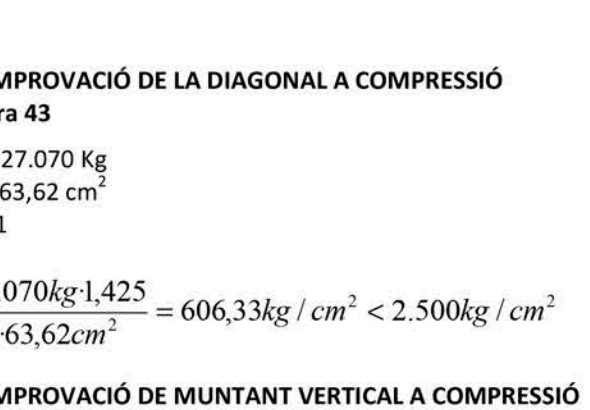 MPROVACIÓ DE LA DIAGONAL A COMPRESSIÓ
ra 43
27.070 Kg
63,62 cm²
1
070kg·1,425
·63,62cm²
= 606,33kg / cm² < 2.500kg / cm²
MPROVACIÓ DE MUNTANT VERTICAL A COMPRESSIÓ